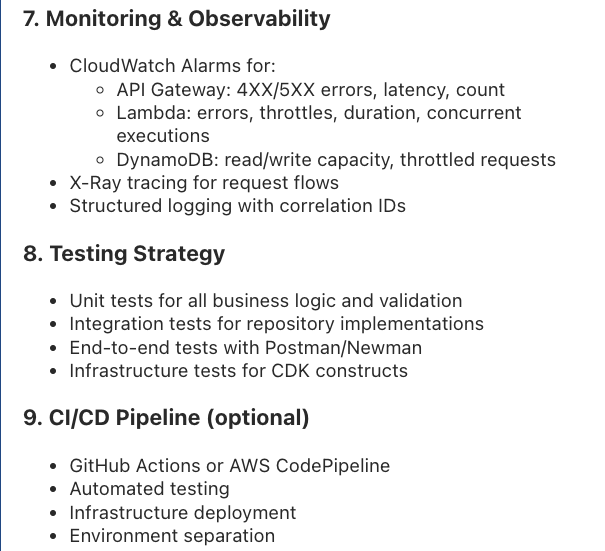 7. Monitoring & Observability
• CloudWatch Alarms for:
◦ API Gateway: 4XX/5XX errors, latency, count
◦ Lambda: errors, throttles, duration, concurrent
executions
◦ DynamoDB: read/write capacity, throttled requests
• X-Ray tracing for request flows
• Structured logging with correlation IDs
8. Testing Strategy
• Unit tests for all business logic and validation
• Integration tests for repository implementations
• End-to-end tests with Postman/Newman
• Infrastructure tests for CDK constructs
9. CI/CD Pipeline (optional)
• GitHub Actions or AWS CodePipeline
• Automated testing
• Infrastructure deployment
• Environment separation